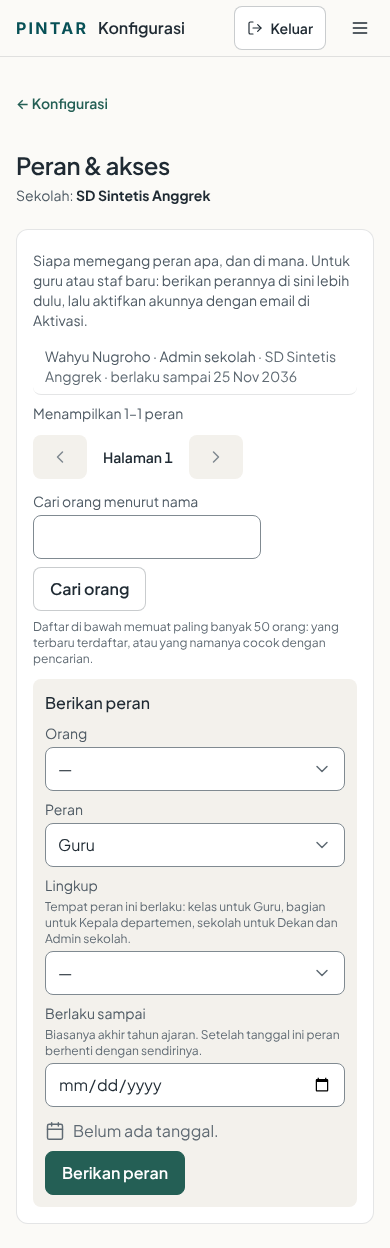 PINTAR Konfigurasi Keluar
← Konfigurasi
Peran & akses
Sekolah: SD Sintetis Anggrek
Siapa memegang peran apa, dan di mana. Untuk
guru atau staf baru: berikan perannya di sini lebih
dulu, lalu aktifkan akunnya dengan email di
Aktivasi.
Wahyu Nugroho · Admin sekolah · SD Sintetis
Anggrek · berlaku sampai 25 Nov 2036
Menampilkan 1–1 peran
Halaman 1
Cari orang menurut nama
Cari orang
Daftar di bawah memuat paling banyak 50 orang: yang
terbaru terdaftar, atau yang namanya cocok dengan
pencarian.
Berikan peran
Orang
—
Peran
Guru
Lingkup
Tempat peran ini berlaku: kelas untuk Guru, bagian
untuk Kepala departemen, sekolah untuk Dekan dan
Admin sekolah.
—
Berlaku sampai
Biasanya akhir tahun ajaran. Setelah tanggal ini peran
berhenti dengan sendirinya.
mm/dd/yyyy
Belum ada tanggal.
Berikan peran